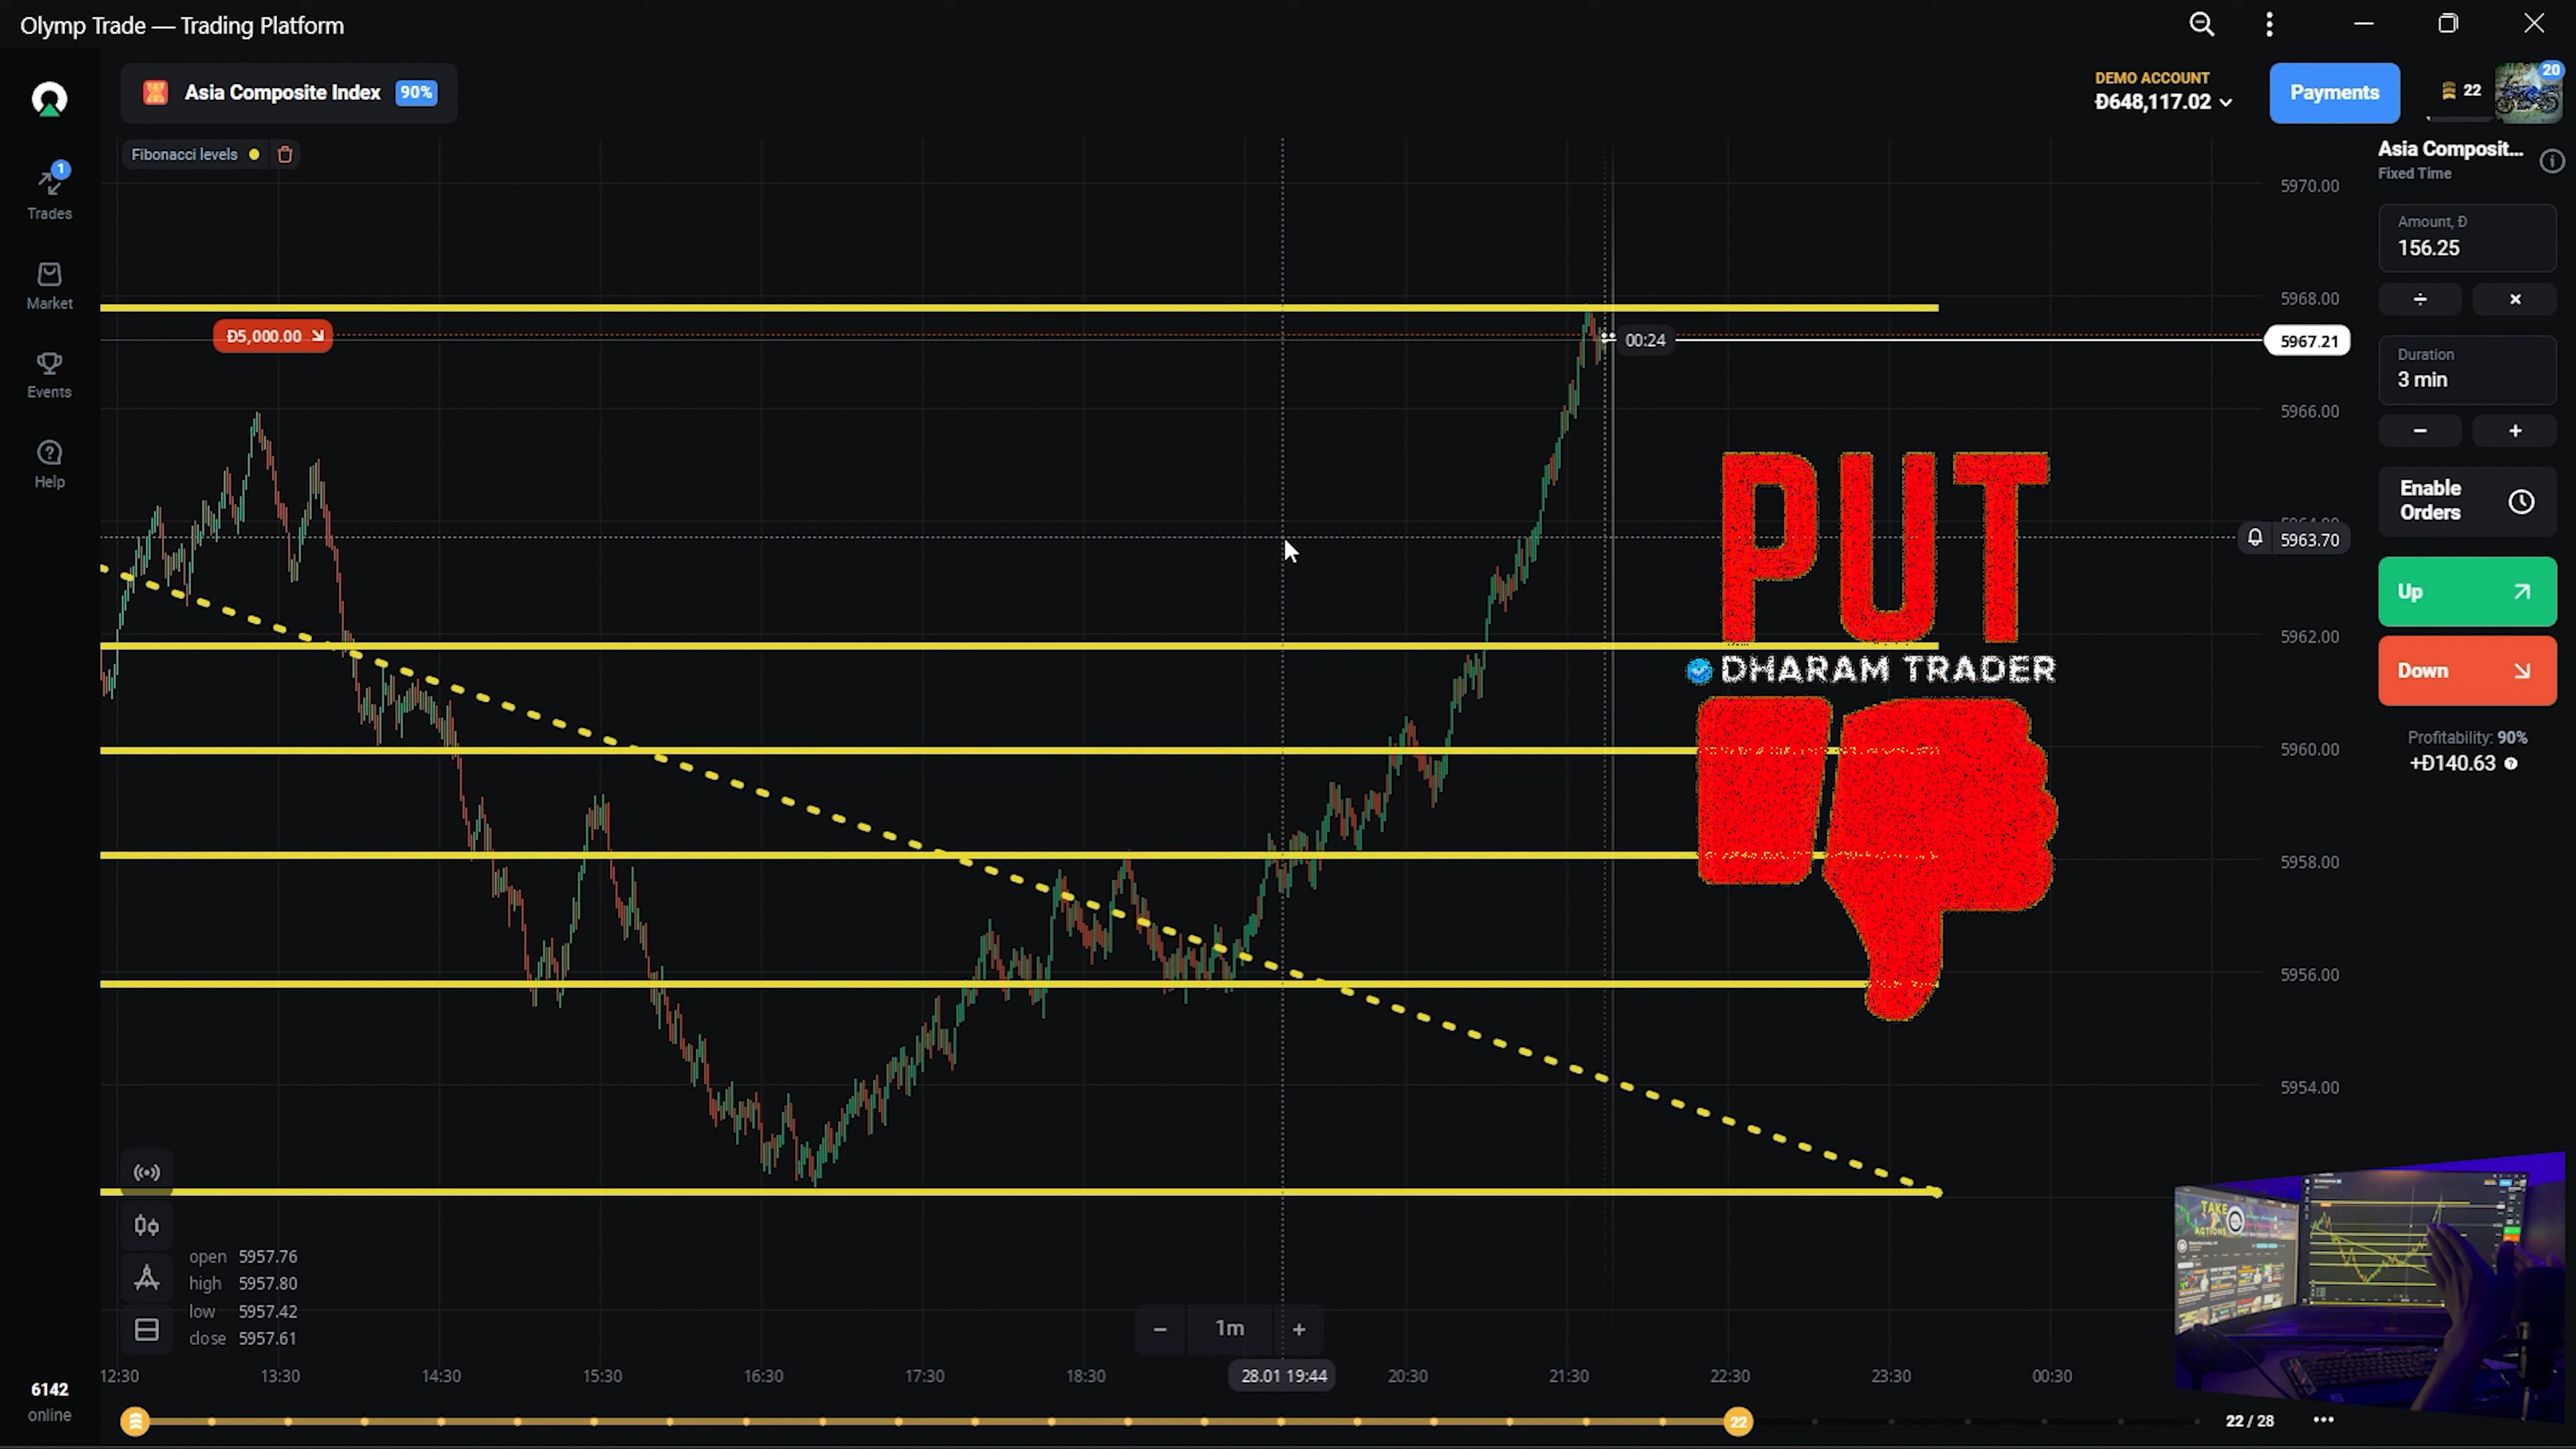 Olymp Trade — Trading Platform
Asia Composite Index 90%
DEMO ACCOUNT
Đ648,117.02
Payments
22
20
Fibonacci levels
1
Trades
Market
Events
Help
Đ5,000.00
00:24
5970.00
5968.00
5967.21
5966.00
5963.70
5962.00
5960.00
5958.00
5956.00
5954.00
Asia Composit...
Fixed Time
Amount, Đ
156.25
÷ ×
Duration
3 min
− +
Enable
Orders
Up
Down
Profitability: 90%
+Đ140.63
PUT
DHARAM TRADER
TAKE
ACTIONS
open 5957.76
high 5957.80
low 5957.42
close 5957.61
− 1m +
12:30 13:30 14:30 15:30 16:30 17:30 18:30 28.01 19:44 20:30 21:30 22:30 23:30 00:30
6142
online
22
22 / 28